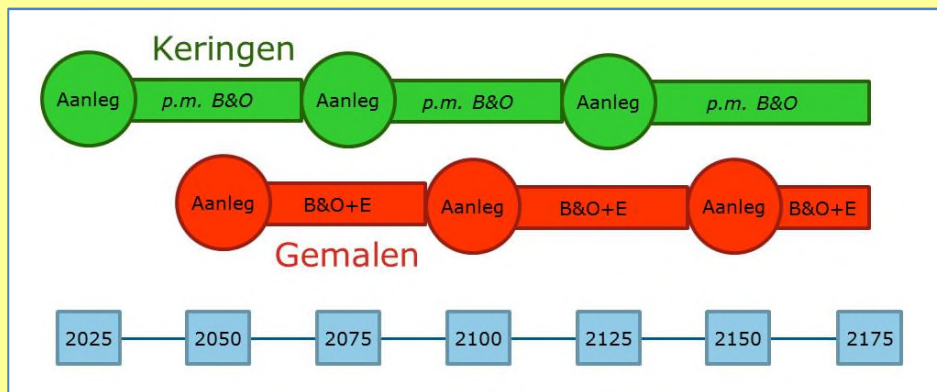 Keringen
Aanleg p.m. B&O Aanleg p.m. B&O Aanleg p.m. B&O
Aanleg B&O+E Aanleg B&O+E Aanleg B&O+E
Gemalen
2025 2050 2075 2100 2125 2150 2175